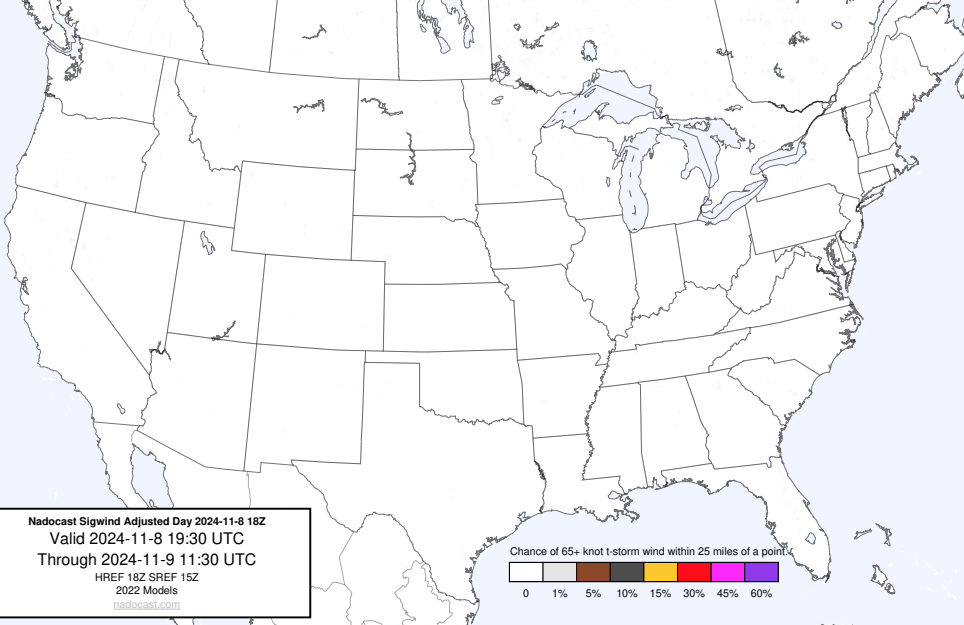 Nadocast Sigwind Adjusted Day 2024-11-8 18Z
Valid 2024-11-8 19:30 UTC
Through 2024-11-9 11:30 UTC
HREF 18Z SREF 15Z
2022 Models
nadocast.com
Chance of 65+ knot t-storm wind within 25 miles of a point.
0 1% 5% 10% 15% 30% 45% 60%